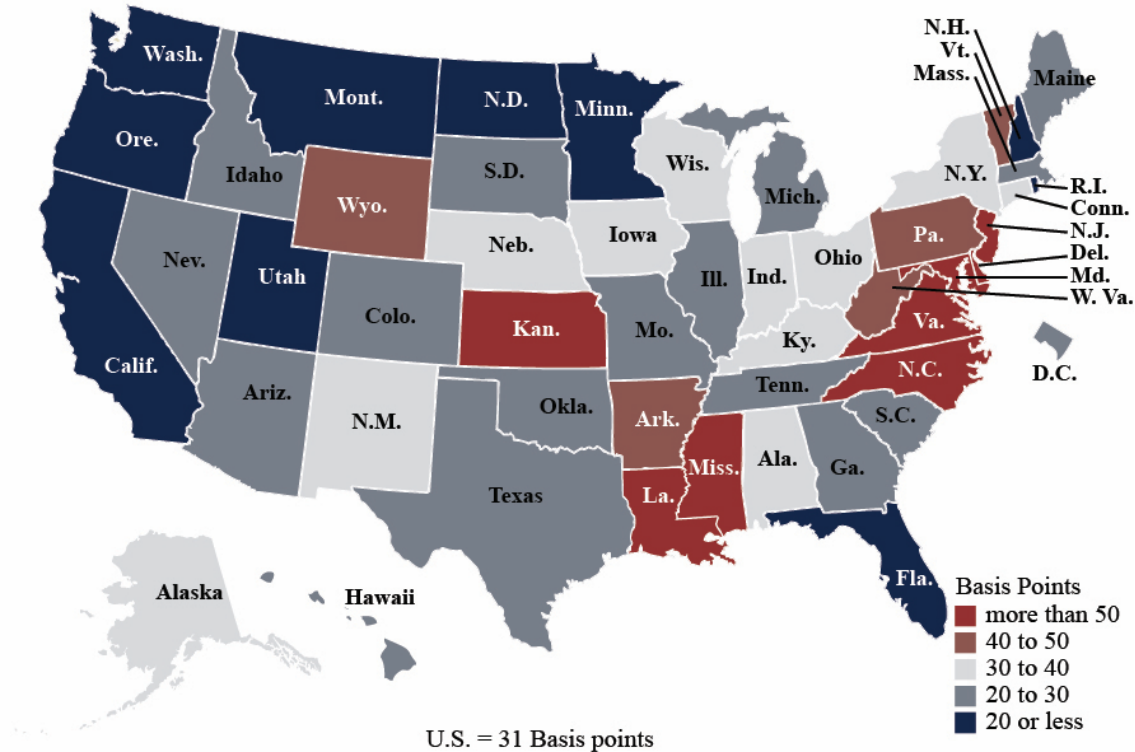 N.H.
Vt.
Mass.
Maine
Wash.
Mont.
N.D.
Minn.
Ore.
Idaho
S.D.
Wis.
Mich.
N.Y.
R.I.
Conn.
N.J.
Del.
Md.
W. Va.
Wyo.
Neb.
Iowa
Pa.
Nev.
Utah
Colo.
Ill.
Ind.
Ohio
Calif.
Kan.
Mo.
Ky.
Va.
N.C.
D.C.
Ariz.
N.M.
Okla.
Tenn.
Ark.
S.C.
Miss.
Ala.
Ga.
Texas
La.
Fla.
Alaska
Hawaii
Basis Points
more than 50
40 to 50
30 to 40
20 to 30
20 or less
U.S. = 31 Basis points